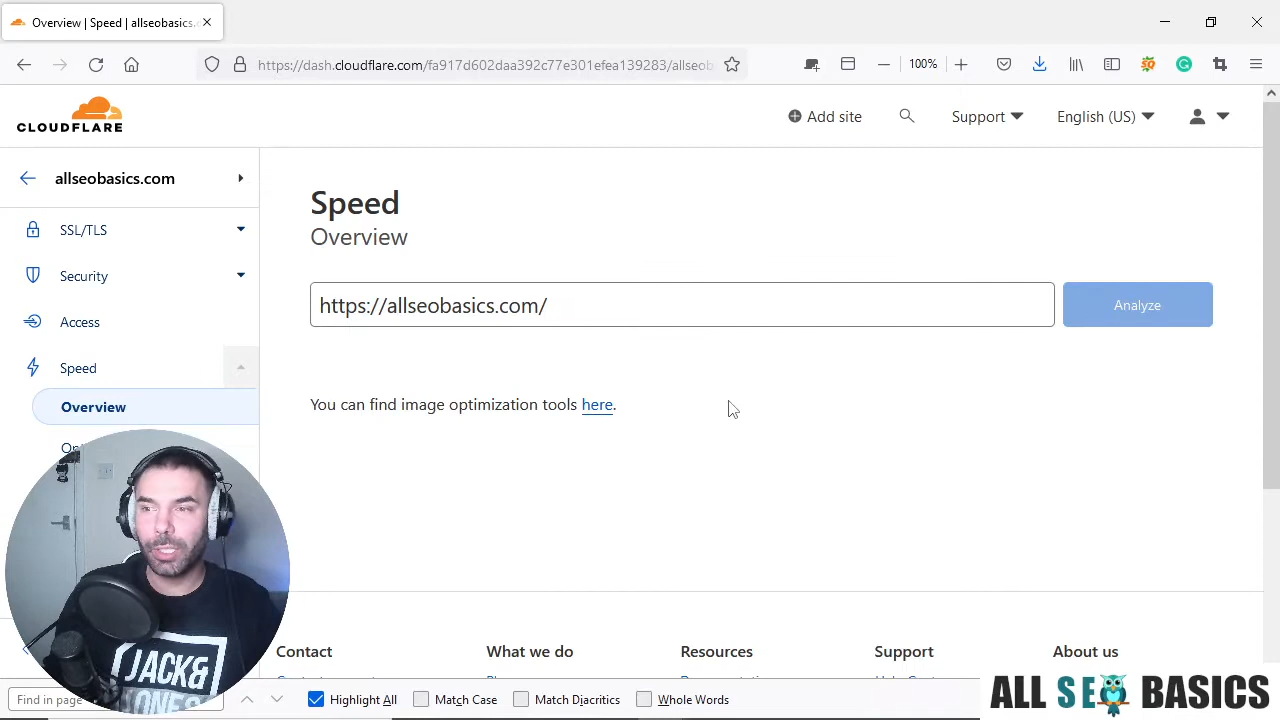 Overview | Speed | allseobasics.c
https://dash.cloudflare.com/fa917d602daa392c77e301efea139283/allseob
100%
CLOUDFLARE
Add site
Support
English (US)
allseobasics.com
SSL/TLS
Security
Access
Speed
Overview
Speed
Overview
https://allseobasics.com/
Analyze
You can find image optimization tools here.
JACK&
JONES
Contact
What we do
Resources
Support
About us
Find in page
Highlight All
Match Case
Match Diacritics
Whole Words
ALL SEO BASICS